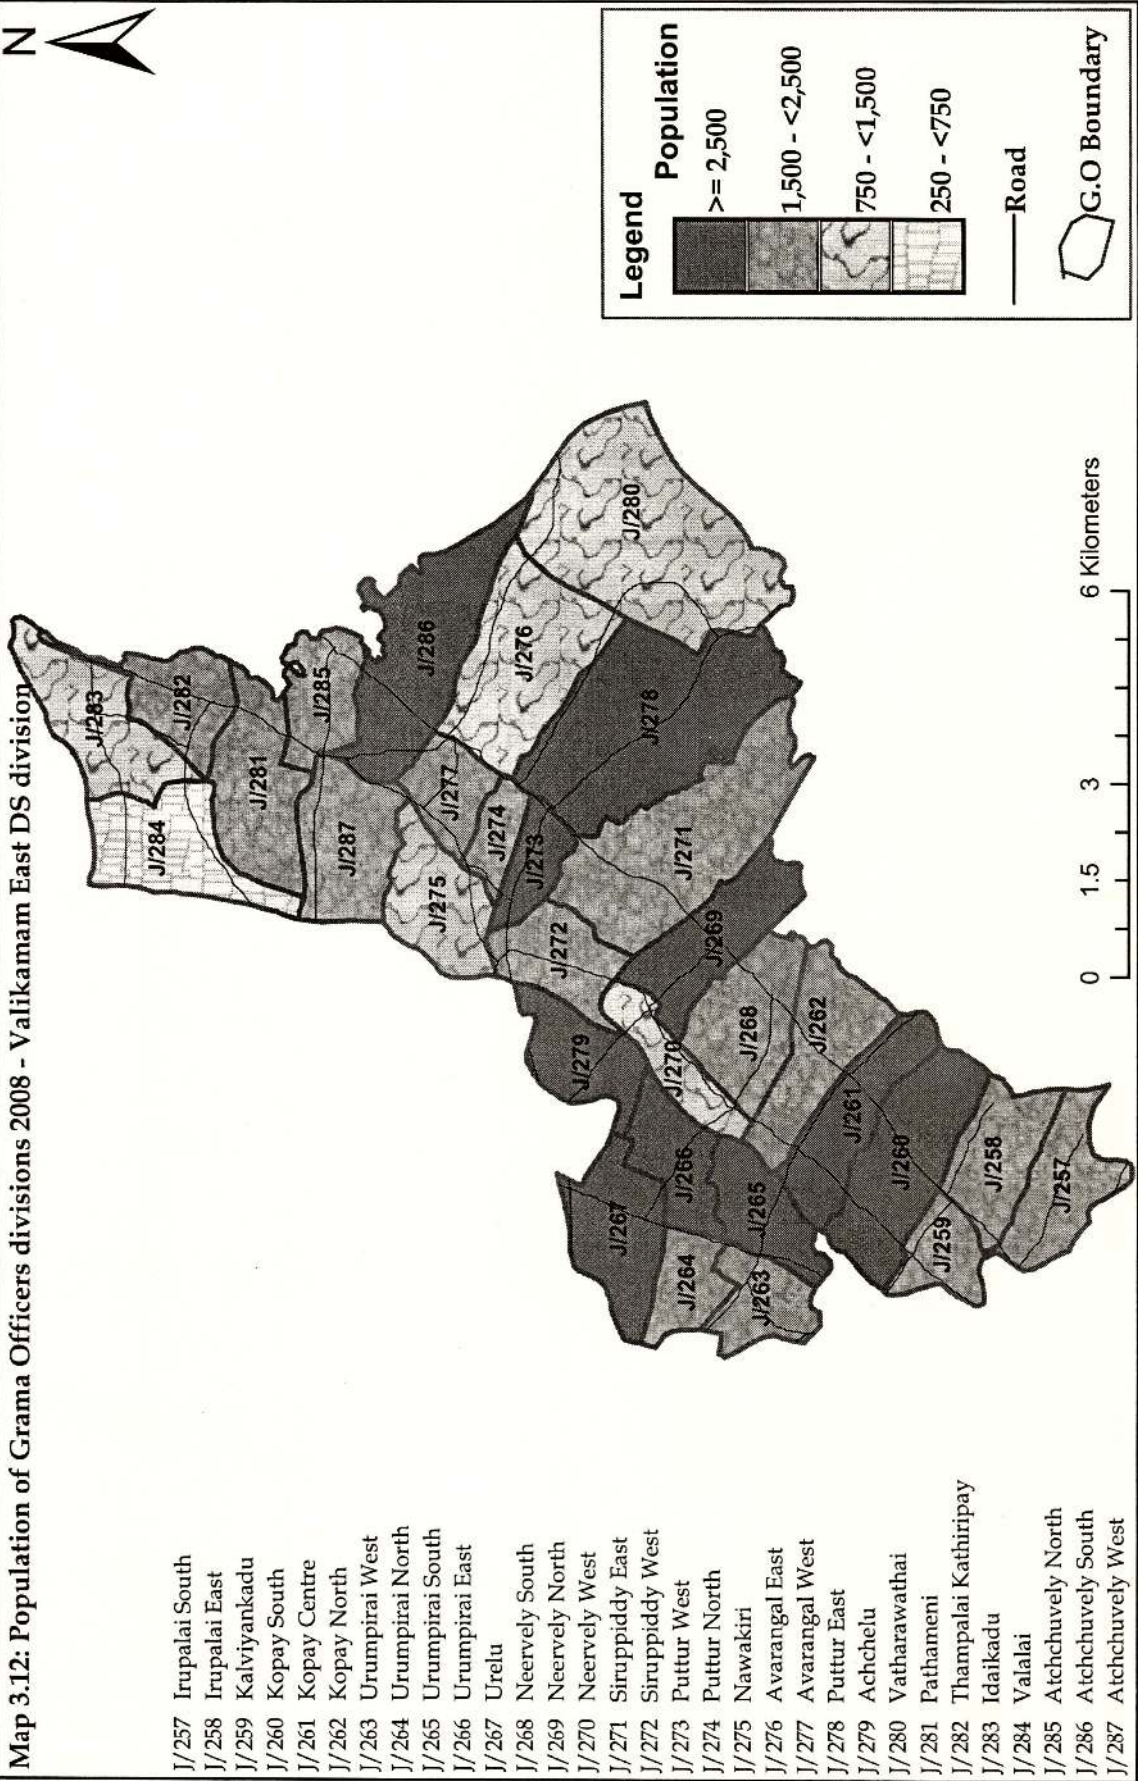 Map 3.12: Population of Grama Officers divisions 2008 - Valikamam East DS division
N
J/257 Irupalai South
J/258 Irupalai East
J/259 Kalviyankadu
J/260 Kopay South
J/261 Kopay Centre
J/262 Kopay North
J/263 Urumpirai West
J/264 Urumpirai North
J/265 Urumpirai South
J/266 Urumpirai East
J/267 Urelu
J/268 Neervely South
J/269 Neervely North
J/270 Neervely West
J/271 Siruppiddy East
J/272 Siruppiddy West
J/273 Puttur West
J/274 Puttur North
J/275 Nawakiri
J/276 Avarangal East
J/277 Avarangal West
J/278 Puttur East
J/279 Achchelu
J/280 Vatharawathai
J/281 Pathameni
J/282 Thampalai Kathiripay
J/283 Idaikadu
J/284 Valalai
J/285 Atchchuvely North
J/286 Atchchuvely South
J/287 Atchchuvely West
J/283
J/282
J/284
J/281
J/285
J/287
J/286
J/277
J/275
J/274
J/276
J/273
J/280
J/272
J/278
J/279
J/271
J/270
J/269
J/267
J/266
J/268
J/264
J/265
J/262
J/263
J/261
J/260
J/259
J/258
J/257
0 1.5 3 6 Kilometers
Legend
Population
>= 2,500
1,500 - <2,500
750 - <1,500
250 - <750
Road
G.O Boundary